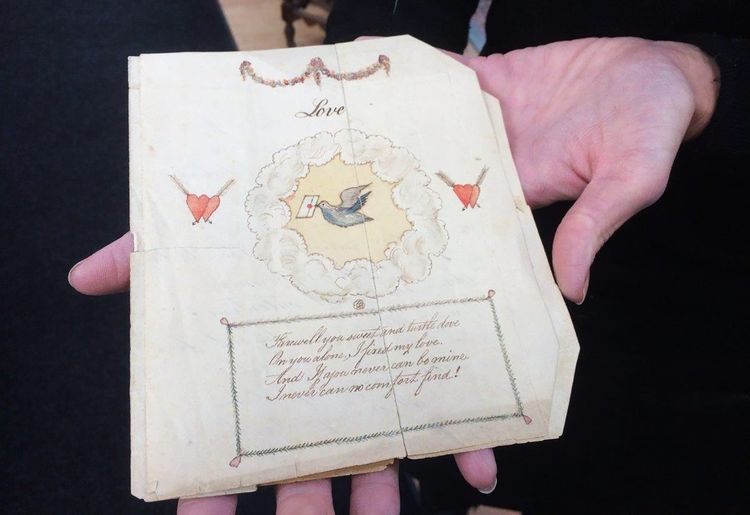 Love
Farewell you sweet and turtle dove
On you alone, I fixed my love.
And If you never can be mine
I never can no comfort find!